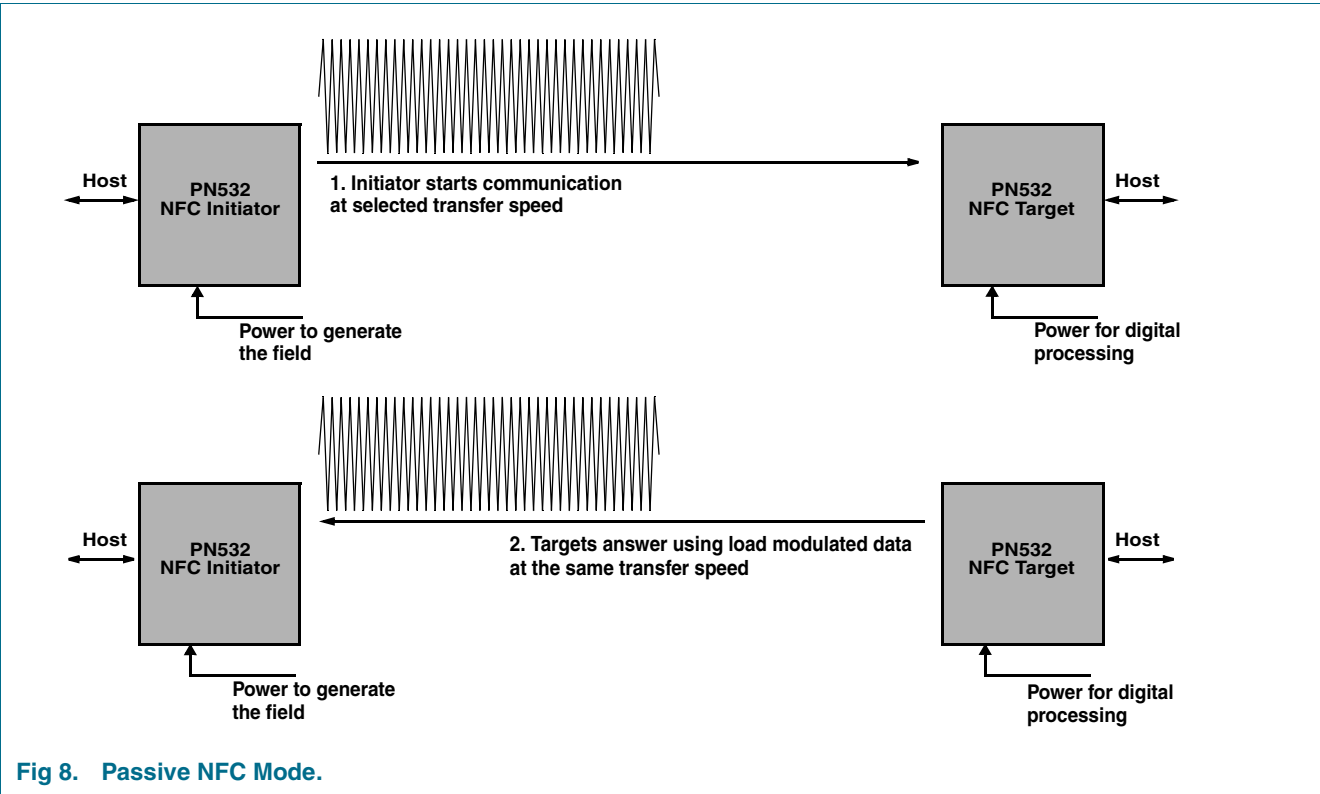 Host
PN532
NFC Initiator
1. Initiator starts communication
at selected transfer speed
PN532
NFC Target
Host
Power to generate
the field
Power for digital
processing
Host
PN532
NFC Initiator
2. Targets answer using load modulated data
at the same transfer speed
PN532
NFC Target
Host
Power to generate
the field
Power for digital
processing
Fig 8. Passive NFC Mode.